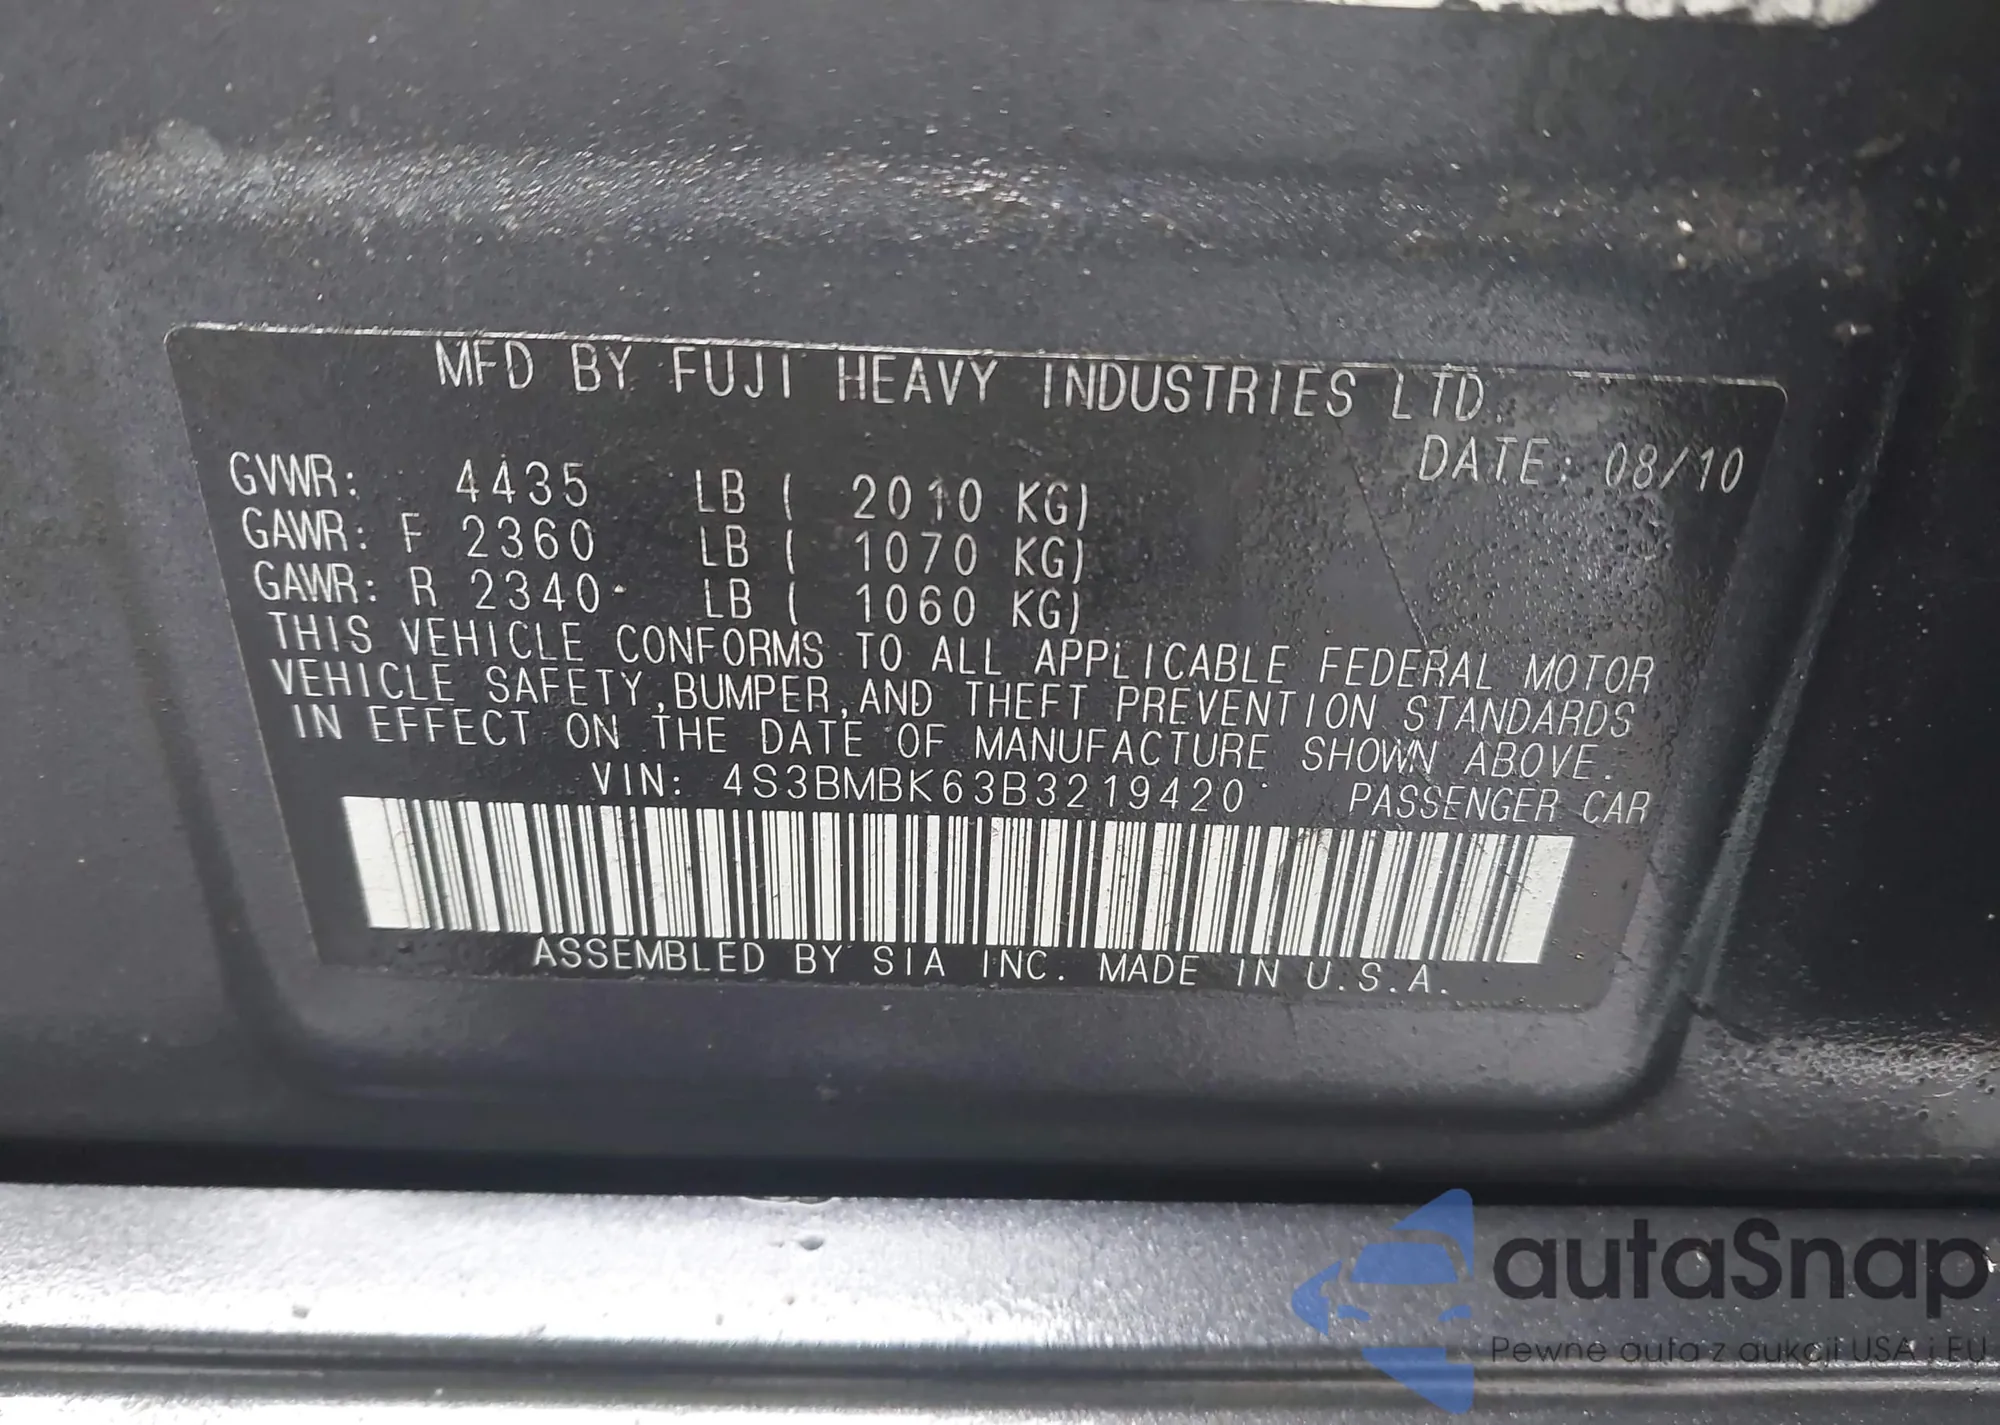 MFD BY FUJI HEAVY INDUSTRIES LTD.
DATE: 08/10
GVWR: 4435 LB ( 2010 KG)
GAWR: F 2360 LB ( 1070 KG)
GAWR: R 2340 LB ( 1060 KG)
THIS VEHICLE CONFORMS TO ALL APPLICABLE FEDERAL MOTOR
VEHICLE SAFETY,BUMPER,AND THEFT PREVENTION STANDARDS
IN EFFECT ON THE DATE OF MANUFACTURE SHOWN ABOVE.
VIN: 4S3BMBK63B3219420 PASSENGER CAR
ASSEMBLED BY SIA INC. MADE IN U.S.A.
autaSnap
Pewne auta z aukcji USA i EU